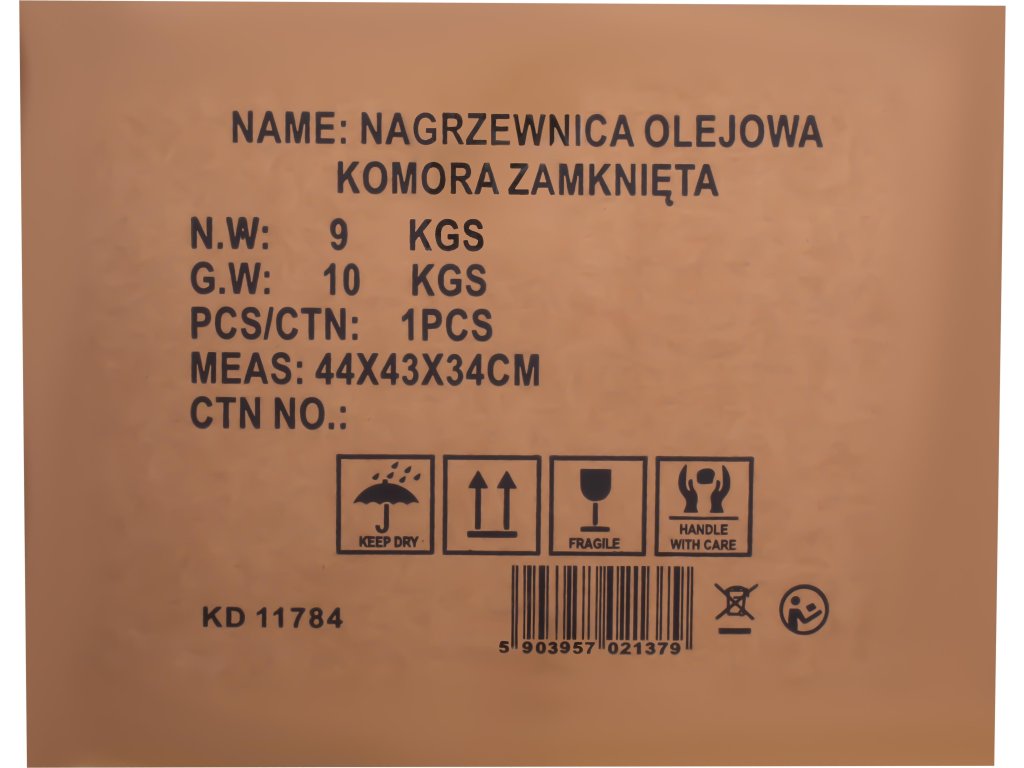 NAME: NAGRZEWNICA OLEJOWA
KOMORA ZAMKNIĘTA
N.W: 9 KGS
G.W: 10 KGS
PCS/CTN: 1PCS
MEAS: 44X43X34CM
CTN NO.:
KEEP DRY
FRAGILE
HANDLE
WITH CARE
KD 11784
5 903957 021379